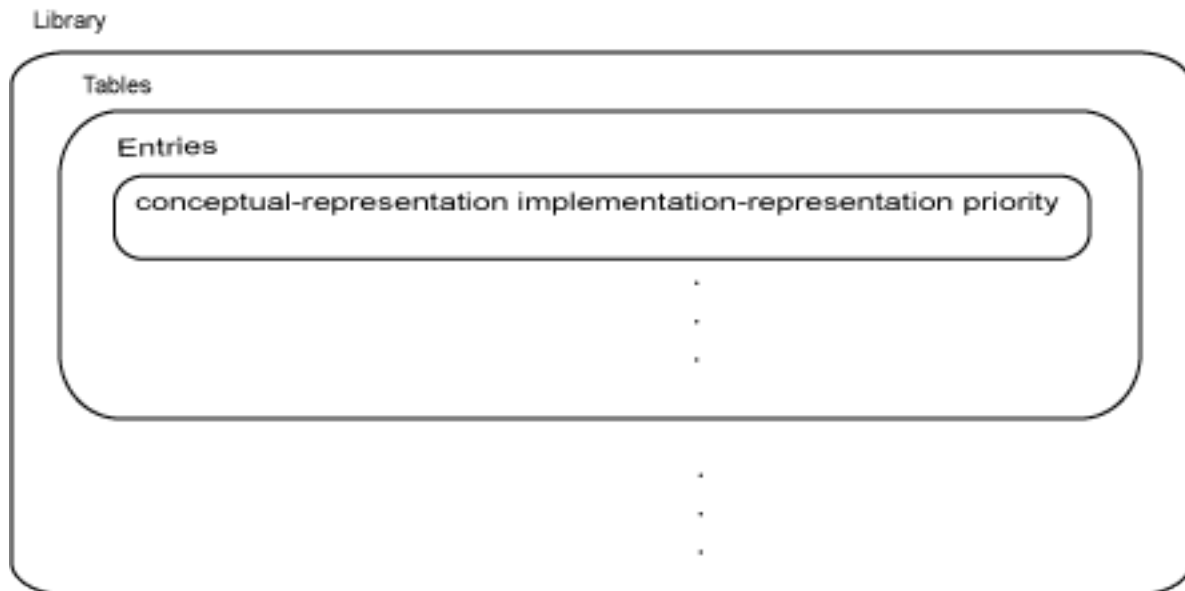 Library
Tables
Entries
conceptual-representation implementation-representation priority